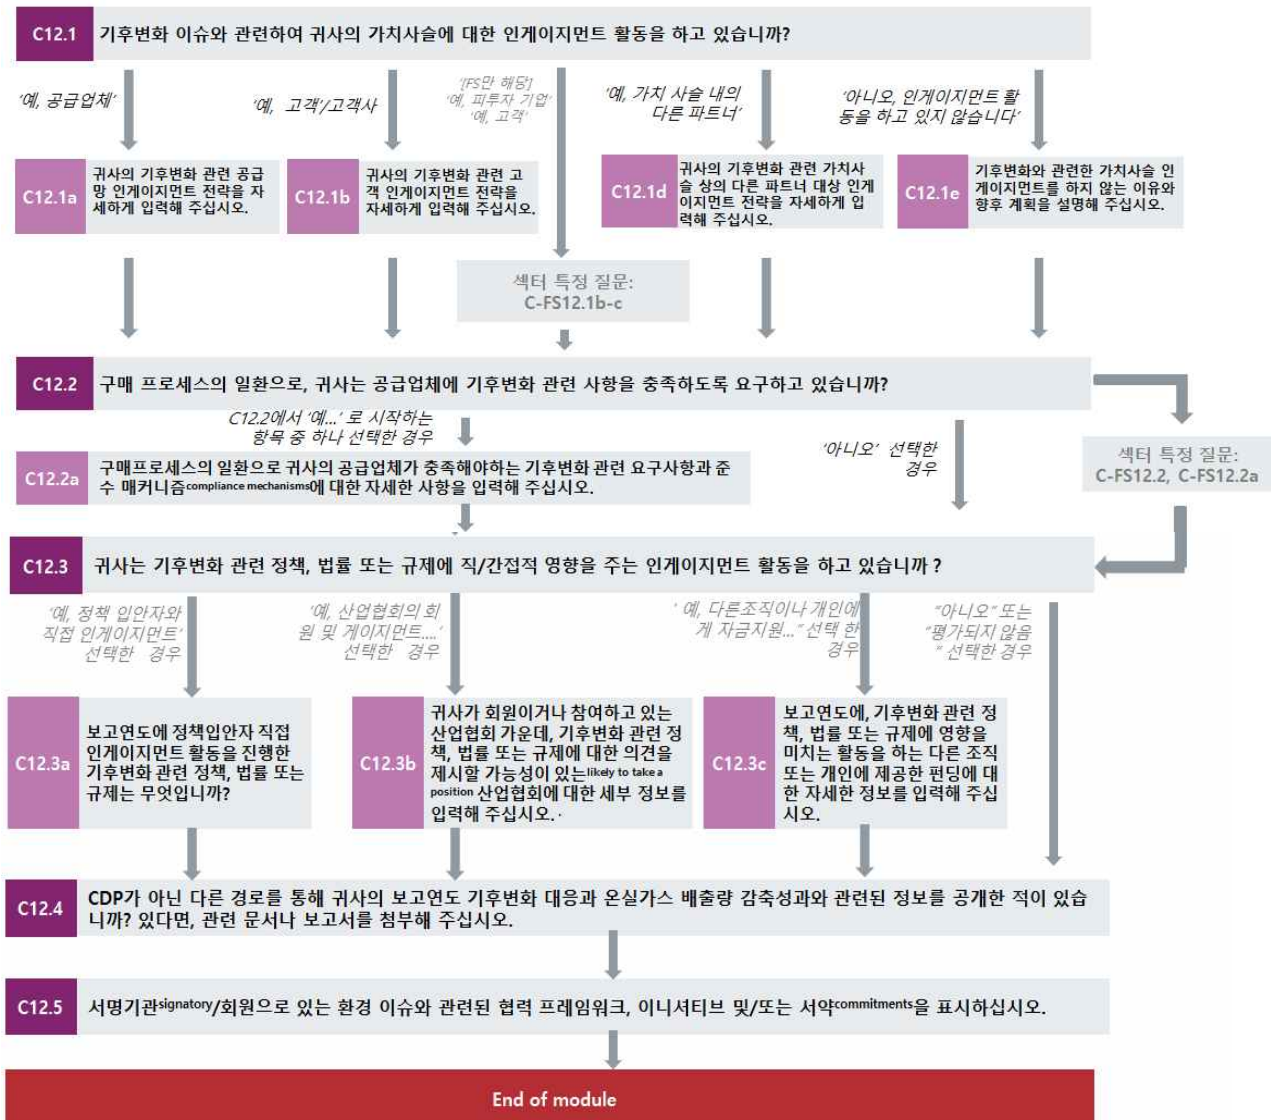 C12.1
기후변화 이슈와 관련하여 귀사의 가치사슬에 대한 인게이지먼트 활동을 하고 있습니까?
'예, 공급업체'
'예, 고객'/고객사
'[FS만 해당]
'예, 피투자 기업'
'예, 고객'
'예, 가치 사슬 내의
다른 파트너'
'아니오, 인게이지먼트 활
동을 하고 있지 않습니다'
C12.1a
귀사의 기후변화 관련 공급
망 인게이지먼트 전략을 자
세하게 입력해 주십시오.
C12.1b
귀사의 기후변화 관련 고
객 인게이지먼트 전략을
자세하게 입력해 주십시오.
C12.1d
귀사의 기후변화 관련 가치사
슬 상의 다른 파트너 대상 인게
이지먼트 전략을 자세하게 입
력해 주십시오.
C12.1e
기후변화와 관련한 가치사슬 인
게이지먼트를 하지 않는 이유와
향후 계획을 설명해 주십시오.
섹터 특정 질문:
C-FS12.1b-c
C12.2
구매 프로세스의 일환으로, 귀사는 공급업체에 기후변화 관련 사항을 충족하도록 요구하고 있습니까?
C12.2에서 '예...' 로 시작하는
항목 중 하나 선택한 경우
'아니오' 선택한
경우
섹터 특정 질문:
C-FS12.2, C-FS12.2a
C12.2a
구매프로세스의 일환으로 귀사의 공급업체가 충족해야하는 기후변화 관련 요구사항과 준
수 매커니즘compliance mechanisms에 대한 자세한 사항을 입력해 주십시오.
C12.3
귀사는 기후변화 관련 정책, 법률 또는 규제에 직/간접적 영향을 주는 인게이지먼트 활동을 하고 있습니까 ?
'예, 정책 입안자와
직접 인게이지먼트'
선택한 경우
'예, 산업협회의 회
원 및 게이지먼트....'
선택한 경우
' 예, 다른조직이나 개인에
게 자금지원...“ 선택 한
경우
“아니오” 또는
“평가되지 않음
” 선택한 경우
C12.3a
보고연도에 정책입안자 직접
인게이지먼트 활동을 진행한
기후변화 관련 정책, 법률 또는
규제는 무엇입니까?
C12.3b
귀사가 회원이거나 참여하고 있는
산업협회 가운데, 기후변화 관련 정
책, 법률 또는 규제에 대한 의견을
제시할 가능성이 있는likely to take a
position 산업협회에 대한 세부 정보를
입력해 주십시오. .
C12.3c
보고연도에, 기후변화 관련 정
책, 법률 또는 규제에 영향을
미치는 활동을 하는 다른 조직
또는 개인에 제공한 펀딩에 대
한 자세한 정보를 입력해 주십
시오.
C12.4
CDP가 아닌 다른 경로를 통해 귀사의 보고연도 기후변화 대응과 온실가스 배출량 감축성과와 관련된 정보를 공개한 적이 있습
니까? 있다면, 관련 문서나 보고서를 첨부해 주십시오.
C12.5
서명기관signatory/회원으로 있는 환경 이슈와 관련된 협력 프레임워크, 이니셔티브 및/또는 서약commitments을 표시하십시오.
End of module